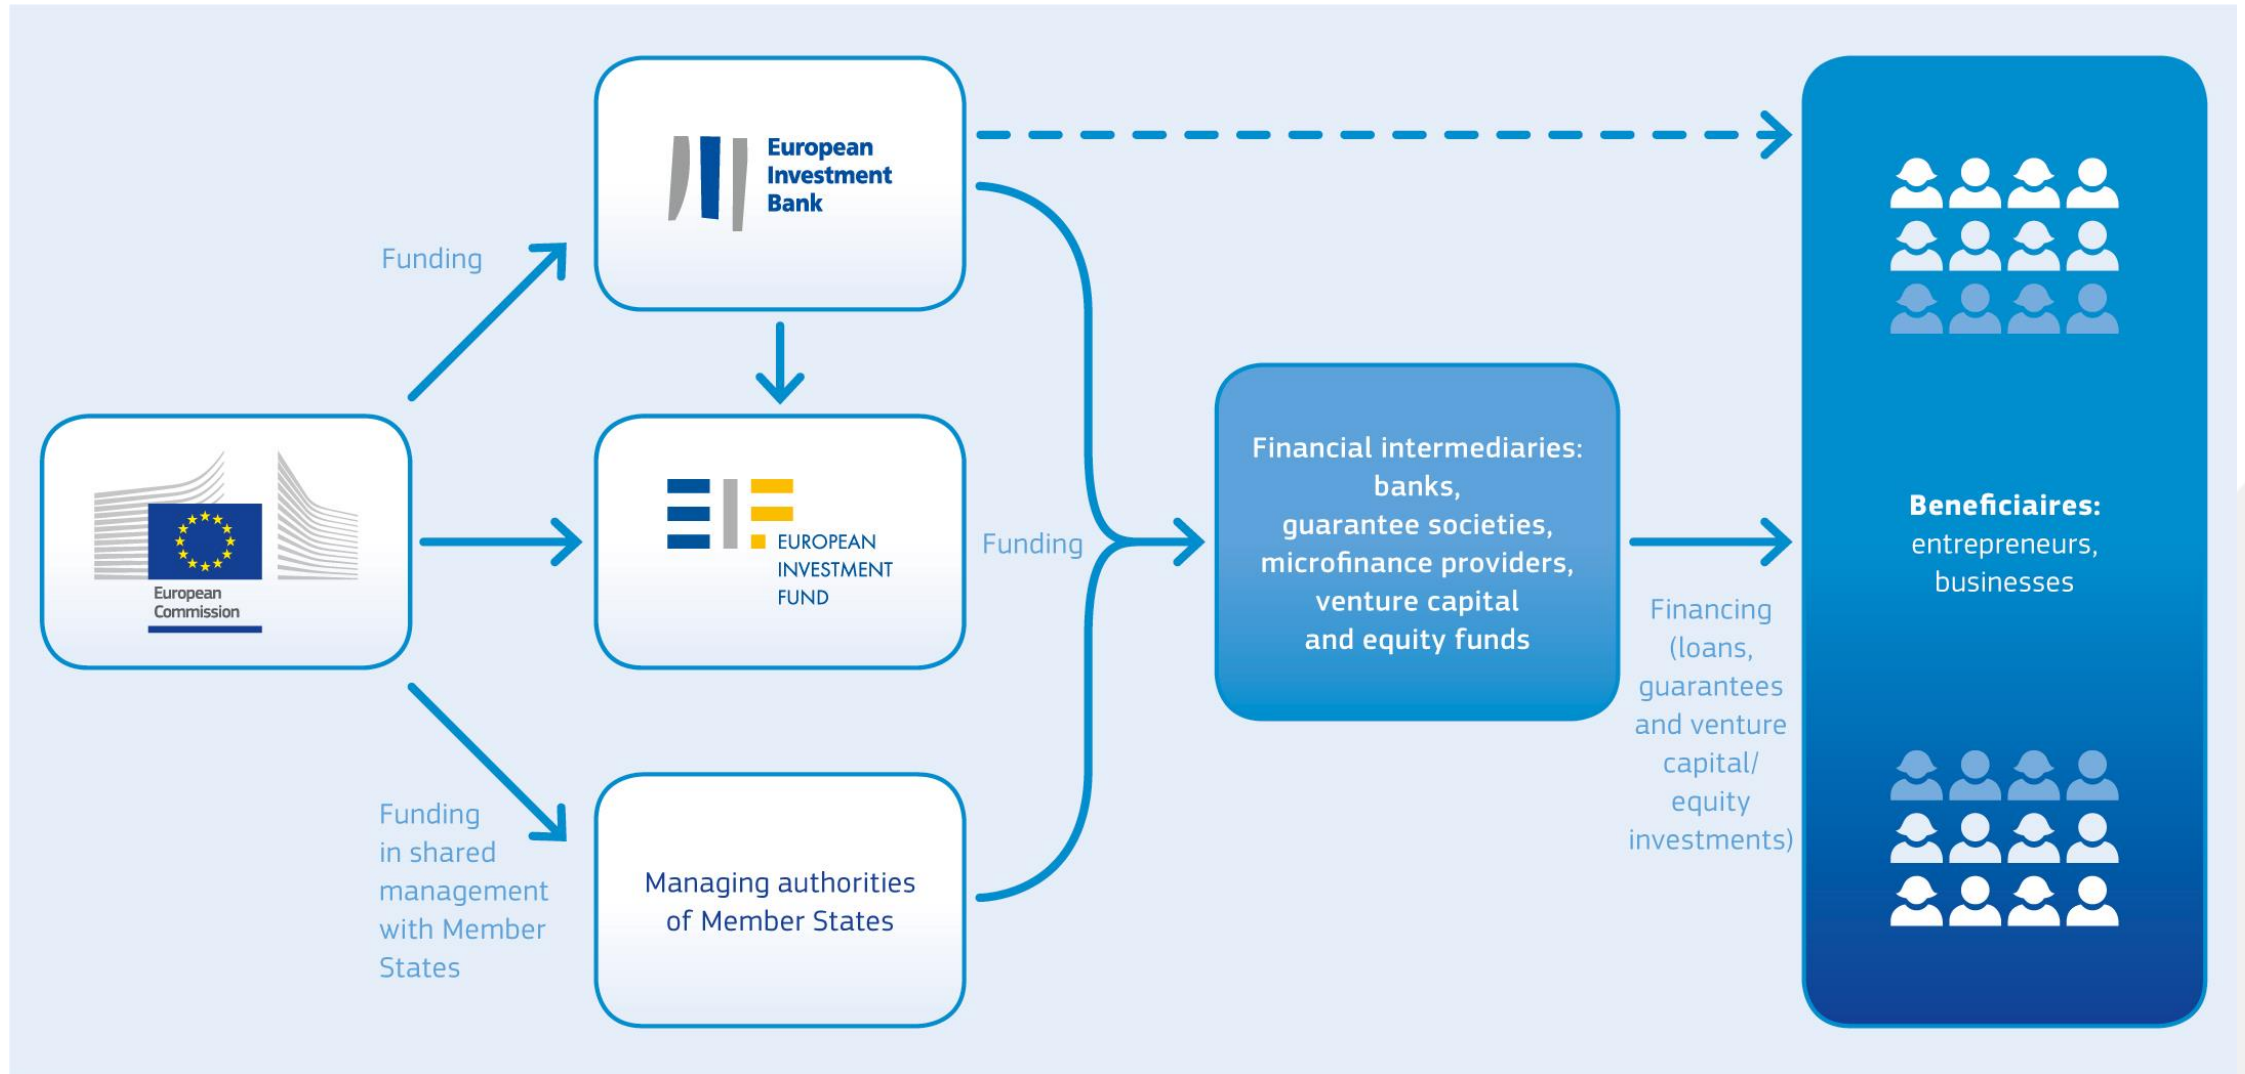 European
Investment
Bank
Funding
European
Commission
EUROPEAN
INVESTMENT
FUND
Funding
Financial intermediaries:
banks,
guarantee societies,
microfinance providers,
venture capital
and equity funds
Beneficiaires:
entrepreneurs,
businesses
Financing
(loans,
guarantees
and venture
capital/
equity
investments)
Funding
in shared
management
with Member
States
Managing authorities
of Member States